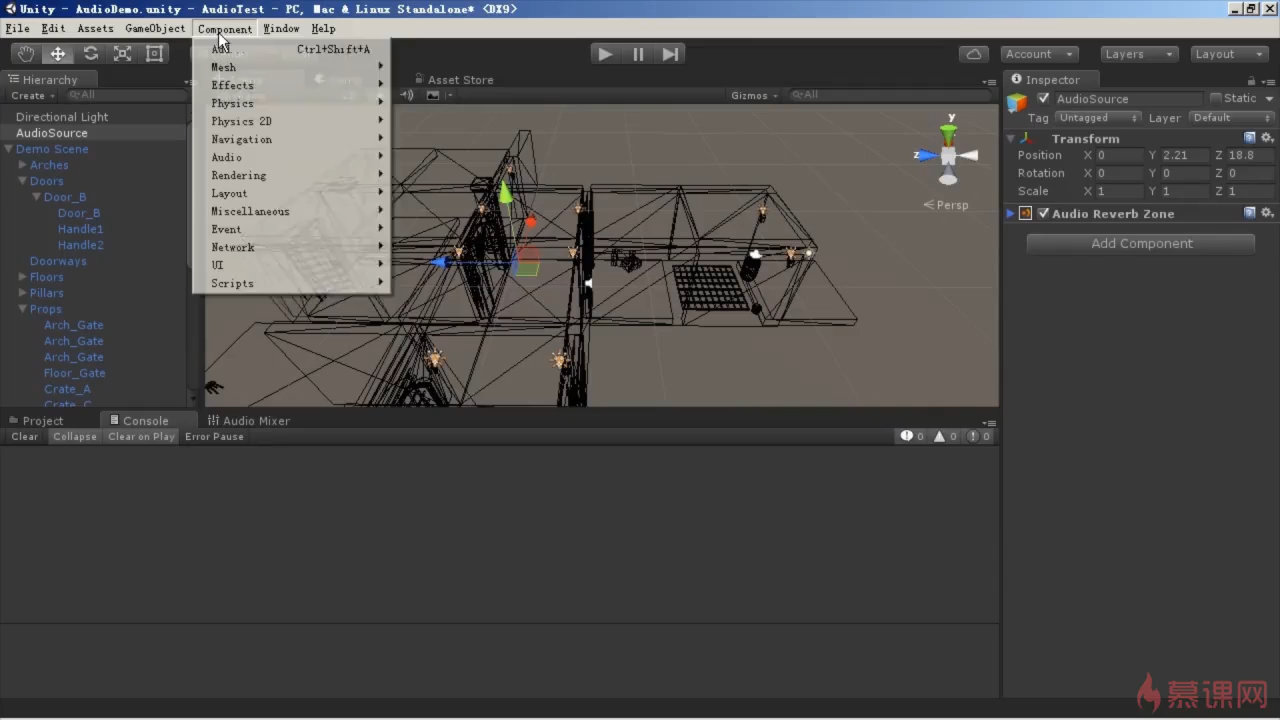 Unity - AudioDemo.unity - AudioTest - PC, Mac & Linux Standalone* <DX9>
File Edit Assets GameObject Component Window Help
Ctrl+Shift+A
Mesh
Effects
Physics
Physics 2D
Navigation
Audio
Rendering
Layout
Miscellaneous
Event
Network
UI
Scripts
Account Layers Layout
Hierarchy
Create All
Directional Light
AudioSource
Demo Scene
Arches
Doors
Door_B
Door_B
Handle1
Handle2
Doorways
Floors
Pillars
Props
Arch_Gate
Arch_Gate
Arch_Gate
Floor_Gate
Crate_A
Crate_C
Asset Store
Gizmos All
y
z
Persp
Inspector
AudioSource Static
Tag Untagged Layer Default
Transform
Position X 0 Y 2.21 Z 18.8
Rotation X 0 Y 0 Z 0
Scale X 1 Y 1 Z 1
Audio Reverb Zone
Add Component
Project Console Audio Mixer
Clear Collapse Clear on Play Error Pause 0 0 0
慕课网